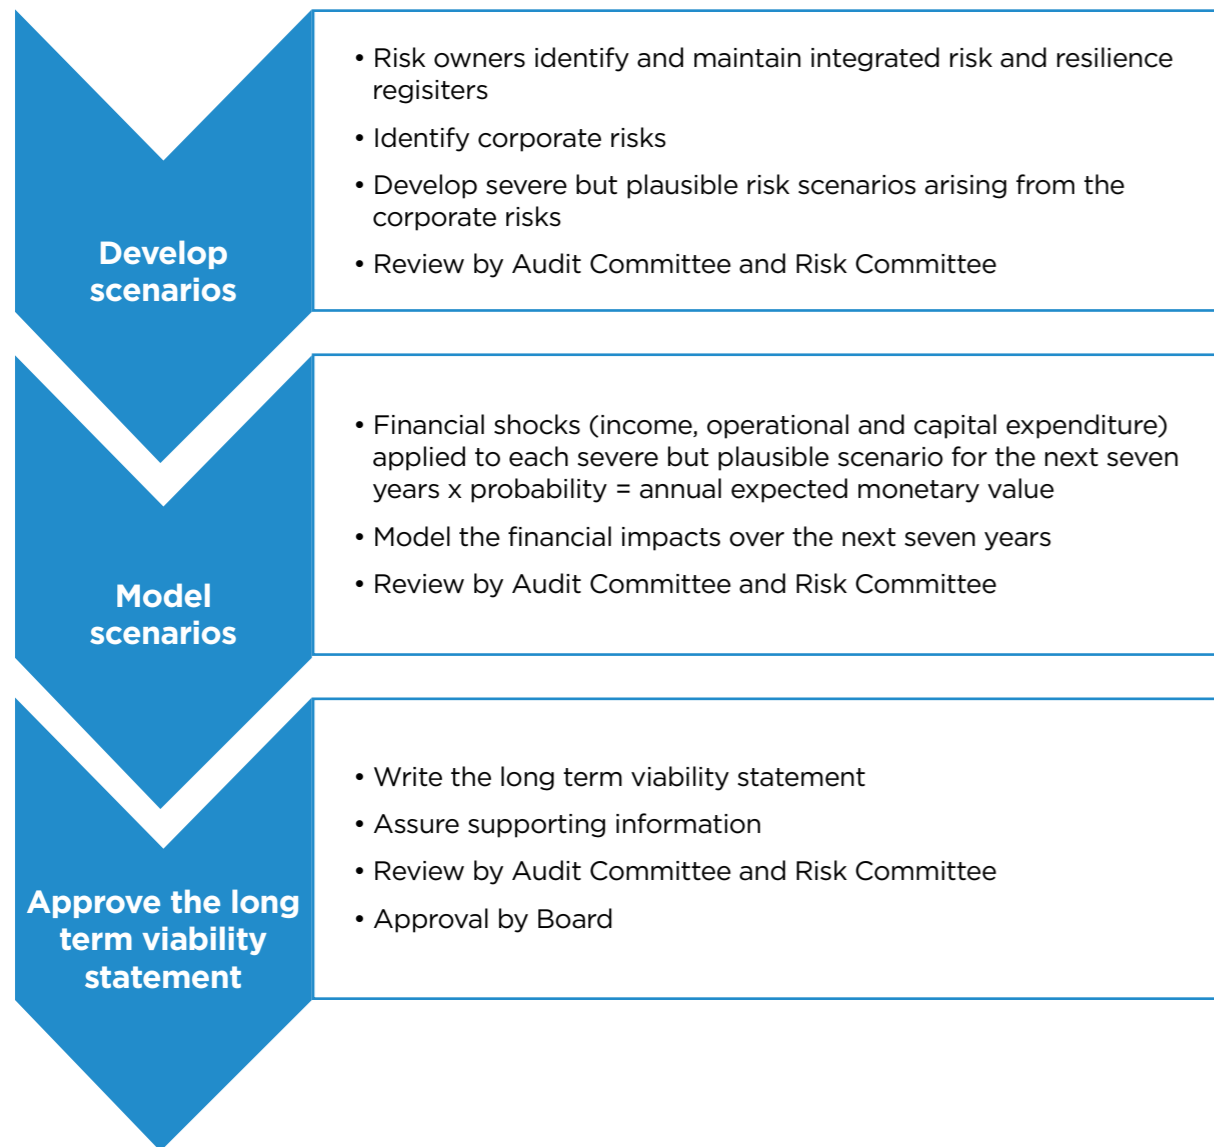 Develop
scenarios
• Risk owners identify and maintain integrated risk and resilience
regisiters
• Identify corporate risks
• Develop severe but plausible risk scenarios arising from the
corporate risks
• Review by Audit Committee and Risk Committee
Model
scenarios
• Financial shocks (income, operational and capital expenditure)
applied to each severe but plausible scenario for the next seven
years x probability = annual expected monetary value
• Model the financial impacts over the next seven years
• Review by Audit Committee and Risk Committee
Approve the long
term viability
statement
• Write the long term viability statement
• Assure supporting information
• Review by Audit Committee and Risk Committee
• Approval by Board